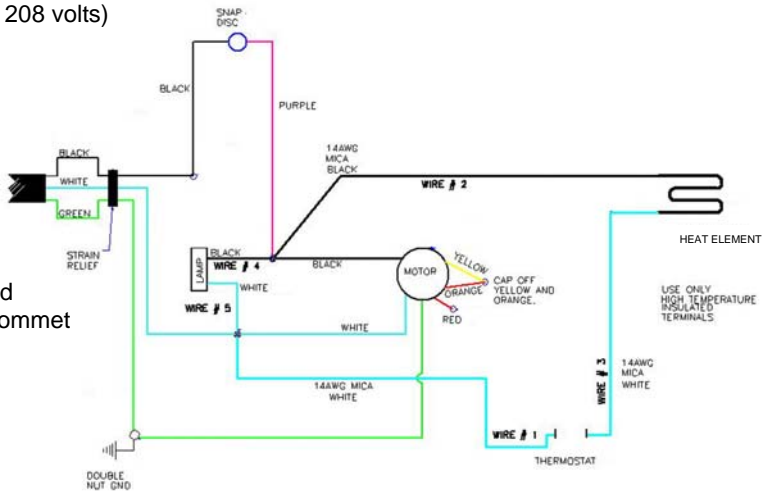 208 volts)
SNAP-
DISC
BLACK
PURPLE
BLACK
WHITE
GREEN
STRAIN
RELIEF
14AWG
MICA
BLACK
WIRE # 2
HEAT ELEMENT
LAMP
BLACK
WIRE # 4
WHITE
BLACK
MOTOR
YELLOW
ORANGE
RED
CAP OFF
YELLOW AND
ORANGE.
USE ONLY
HIGH TEMPERATURE
INSULATED
TERMINALS
d
ommet
WIRE # 5
WHITE
14AWG MICA
WHITE
WIRE # 3
14AWG
MICA
WHITE
WIRE # 1
THERMOSTAT
DOUBLE
NUT GND